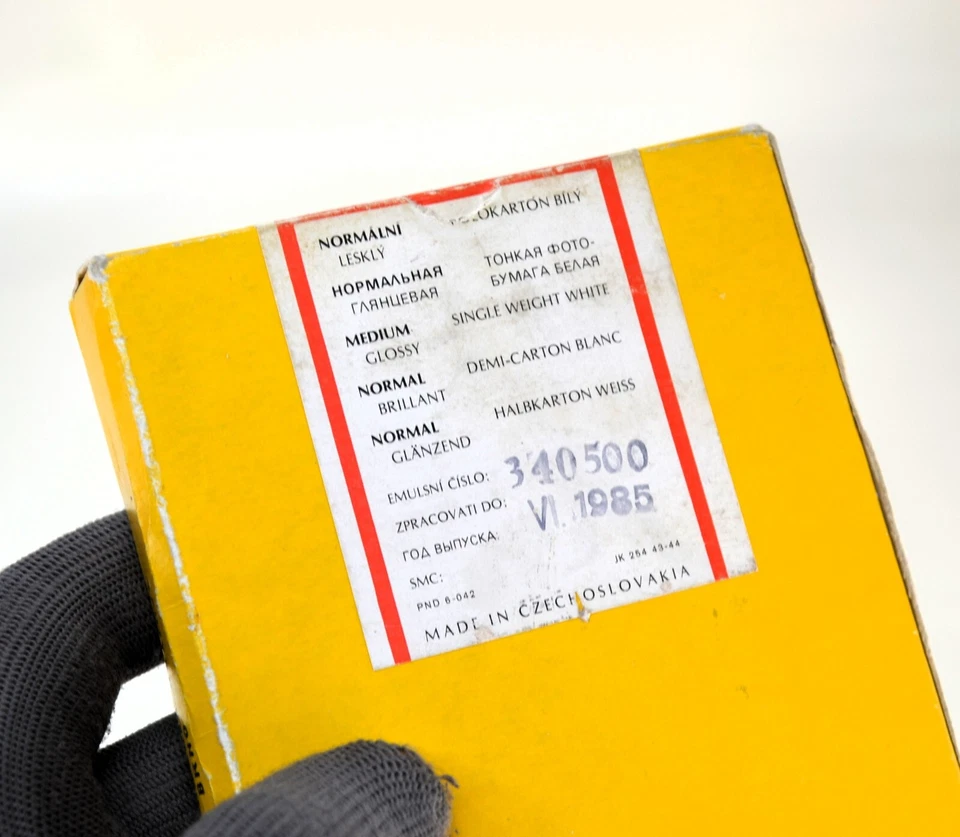 NORMÁLNÍ
LESKLÝ
BÍLÝ
НОРМАЛЬНАЯ
ГЛЯНЦЕВАЯ
ТОНКАЯ ФОТО-
БУМАГА БЕЛАЯ
MEDIUM
GLOSSY
SINGLE WEIGHT WHITE
NORMAL
BRILLANT
DEMI-CARTON BLANC
NORMAL
GLÄNZEND
HALBKARTON WEISS
EMULSNÍ ČÍSLO: 340500
ZPRACOVATI DO: VI. 1985
ГОД ВЫПУСКА:
SMC:
PND 6-042
JK 254 43-44
MADE IN CZECHOSLOVAKIA